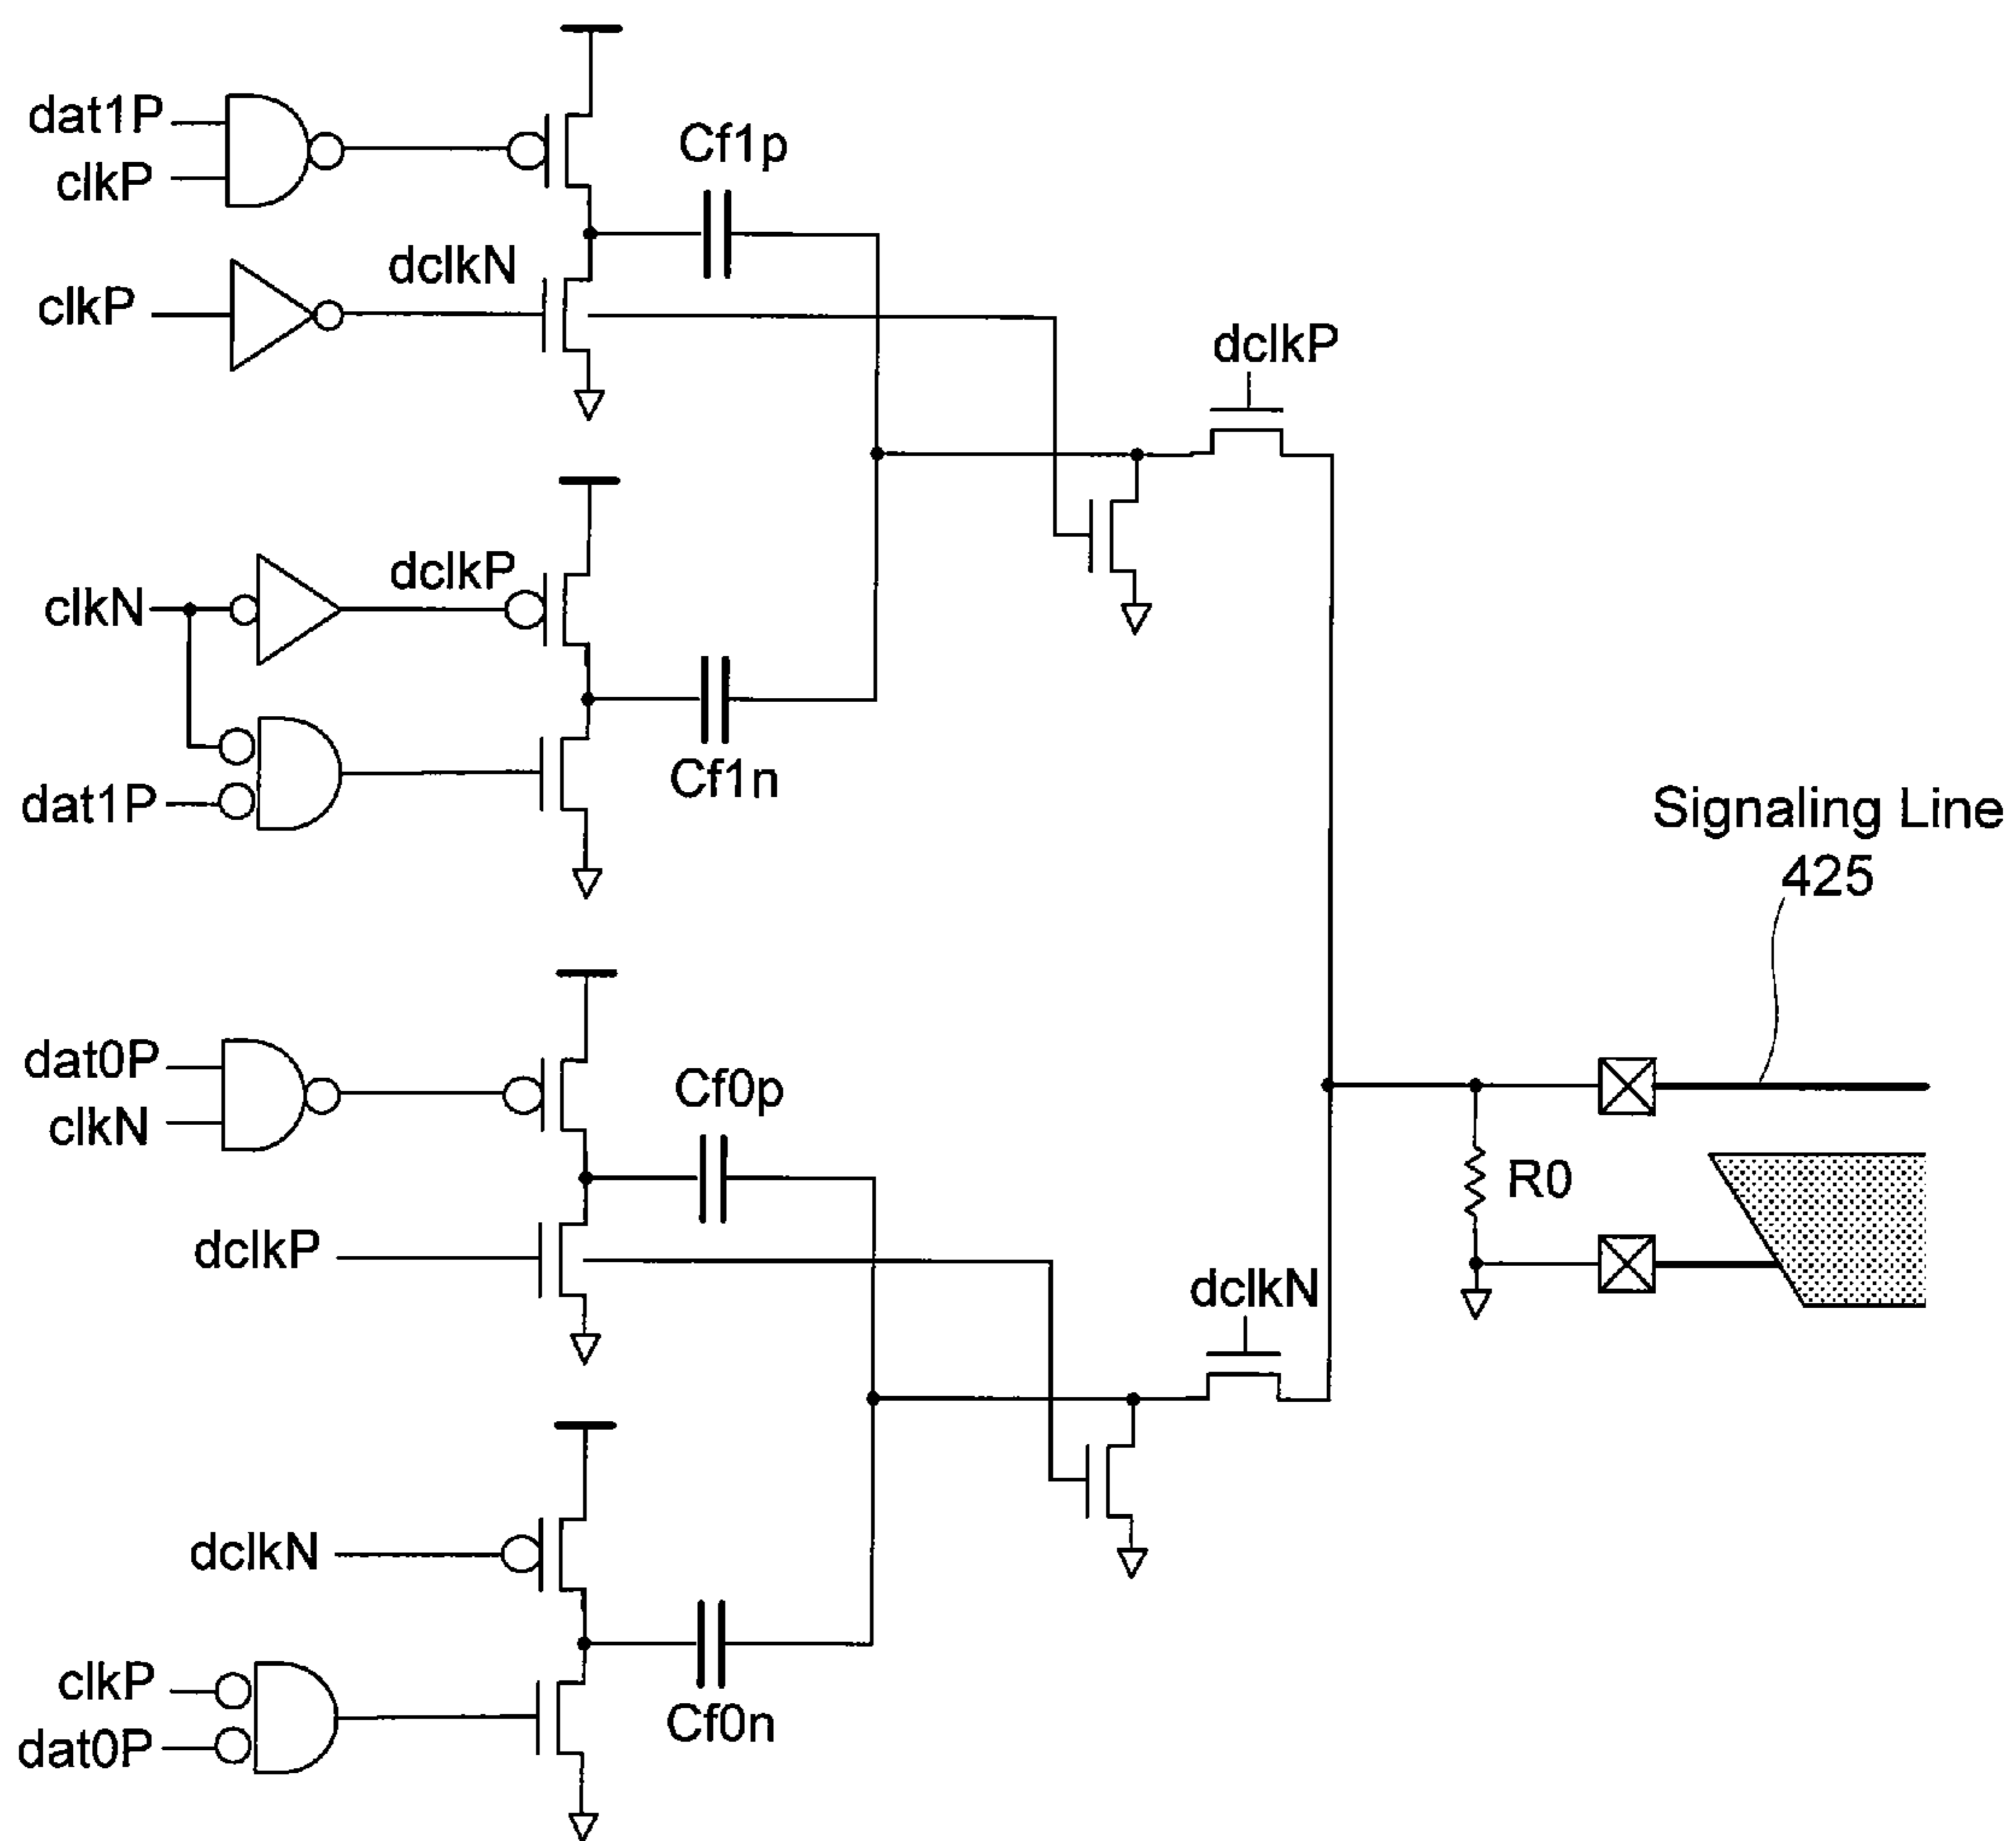 dat1P
clkP
Cf1p
dclkN
clkP
dclkP
dclkP
clkN
Cf1n
dat1P
Signaling Line
425
dat0P
clkN
Cf0p
R0
dclkP
dclkN
dclkN
clkP
dat0P
Cf0n